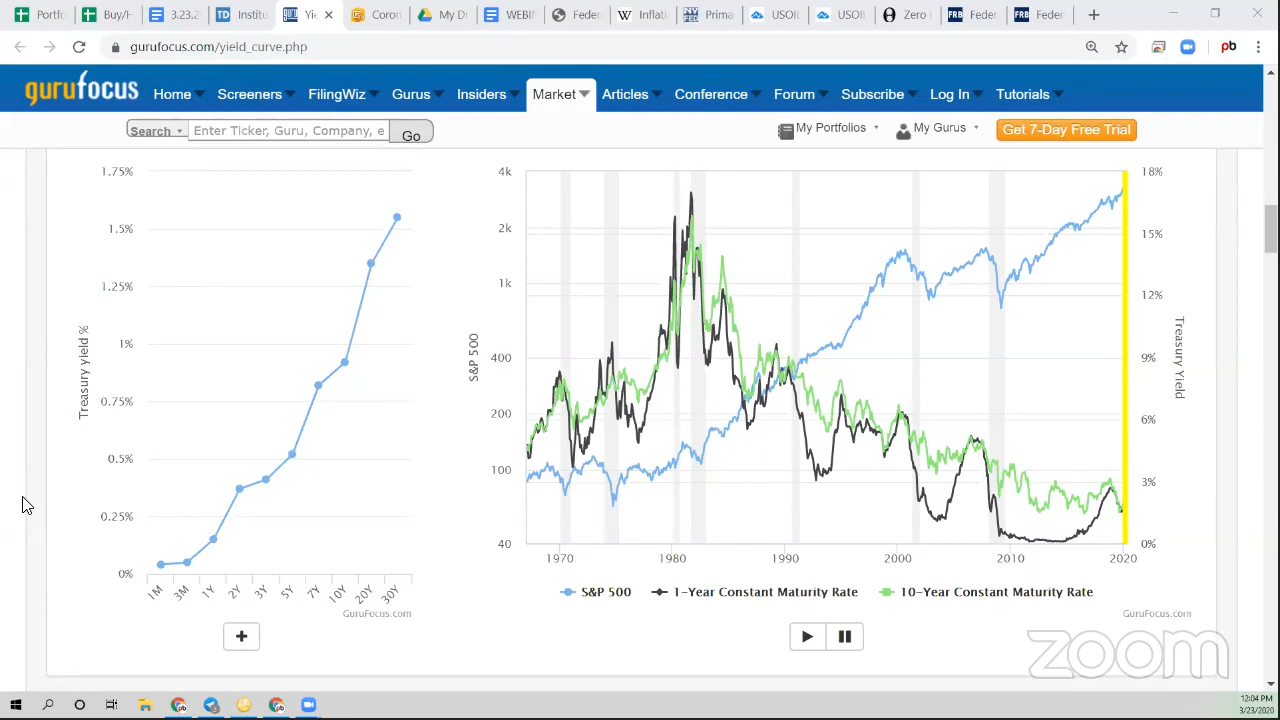 Portfo
Buy/H
3.23.2
Institu
Yie
Coron
My Dr
WEBIN
Feder
Inflati
Prima
USOIL
USOI
Zero
Feder
Feder
gurufocus.com/yield_curve.php
gurufocus Home Screeners FilingWiz Gurus Insiders Market Articles Conference Forum Subscribe Log In Tutorials
Search Enter Ticker, Guru, Company, e Go My Portfolios My Gurus Get 7-Day Free Trial
1.75%
1.5%
1.25%
1%
0.75%
0.5%
0.25%
0%
Treasury yield %
1M 3M 1Y 2Y 3Y 5Y 7Y 10Y 20Y 30Y
GuruFocus.com
4k
2k
1k
400
200
100
40
S&P 500
18%
15%
12%
9%
6%
3%
0%
Treasury Yield
1970 1980 1990 2000 2010 2020
S&P 500 1-Year Constant Maturity Rate 10-Year Constant Maturity Rate
GuruFocus.com
zoom
12:04 PM
3/23/2020